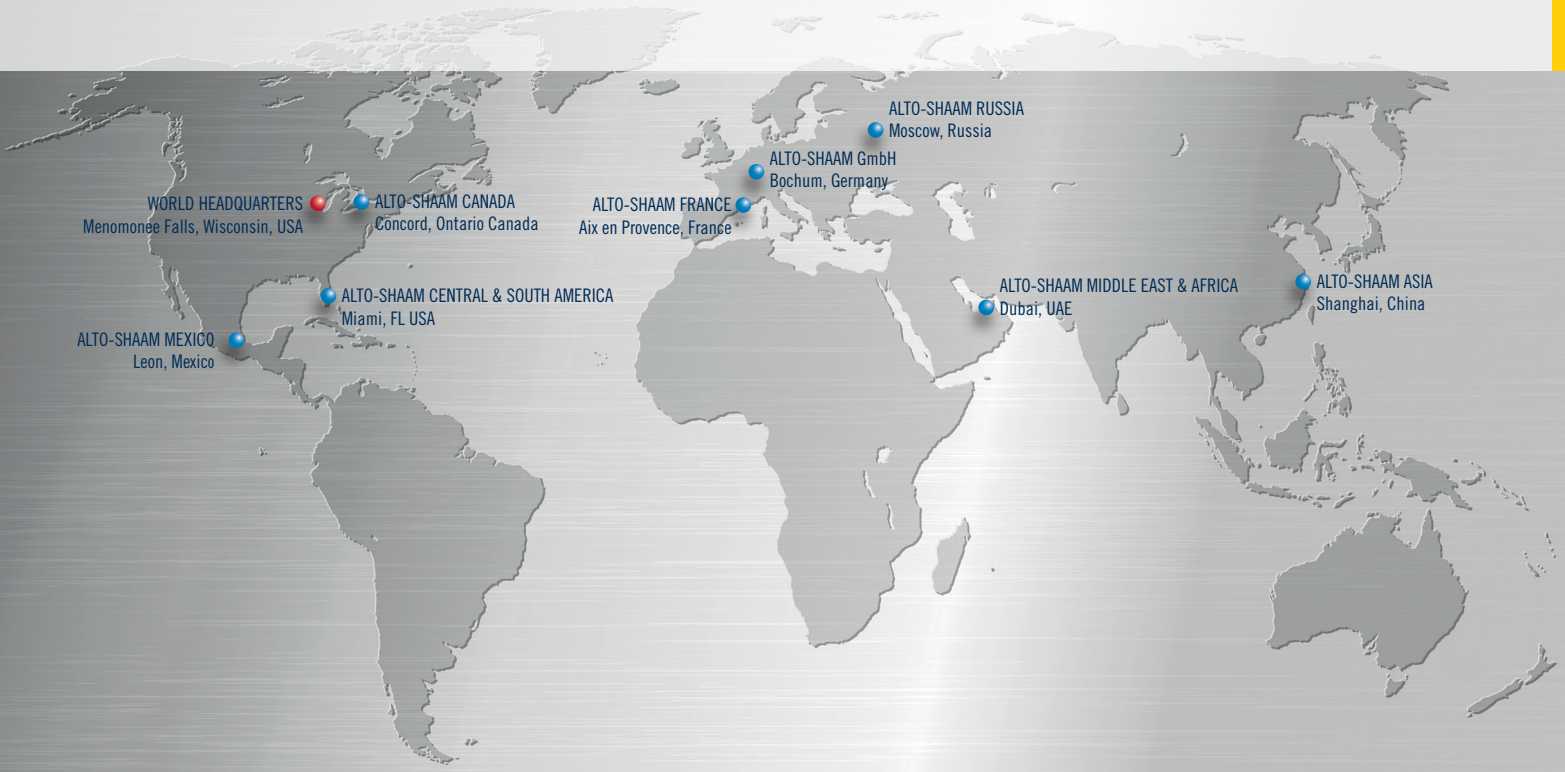 ALTO-SHAAM RUSSIA
Moscow, Russia
ALTO-SHAAM GmbH
Bochum, Germany
WORLD HEADQUARTERS
Menomonee Falls, Wisconsin, USA
ALTO-SHAAM CANADA
Concord, Ontario Canada
ALTO-SHAAM FRANCE
Aix en Provence, France
ALTO-SHAAM CENTRAL & SOUTH AMERICA
Miami, FL USA
ALTO-SHAAM MIDDLE EAST & AFRICA
Dubai, UAE
ALTO-SHAAM ASIA
Shanghai, China
ALTO-SHAAM MEXICO
Leon, Mexico